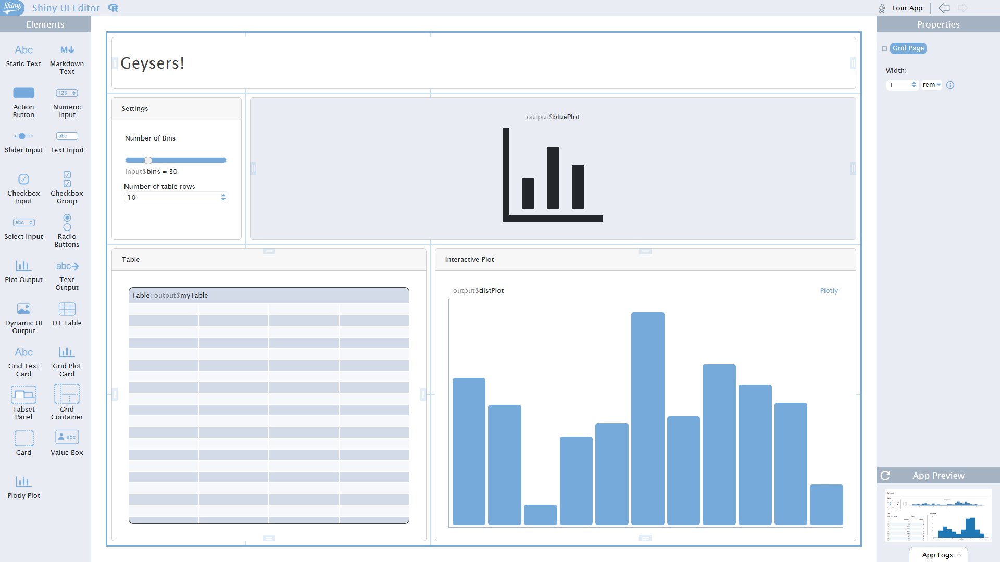 Shiny
Shiny UI Editor
Tour App
Elements
Properties
Abc
Static Text
M
Markdown
Text
Action
Button
123
Numeric
Input
Slider Input
abc
Text Input
Checkbox
Input
Checkbox
Group
abc
Select Input
Radio
Buttons
Plot Output
abc
Text
Output
Dynamic UI
Output
DT Table
Abc
Grid Text
Card
Grid Plot
Card
Tabset
Panel
Grid
Container
Card
abc
Value Box
Plotly Plot
Geysers!
Settings
Number of Bins
input$bins = 30
Number of table rows
10
output$bluePlot
Table
Table: output$myTable
Interactive Plot
output$distPlot
Plotly
Grid Page
Width:
1
rem
App Preview
App Logs